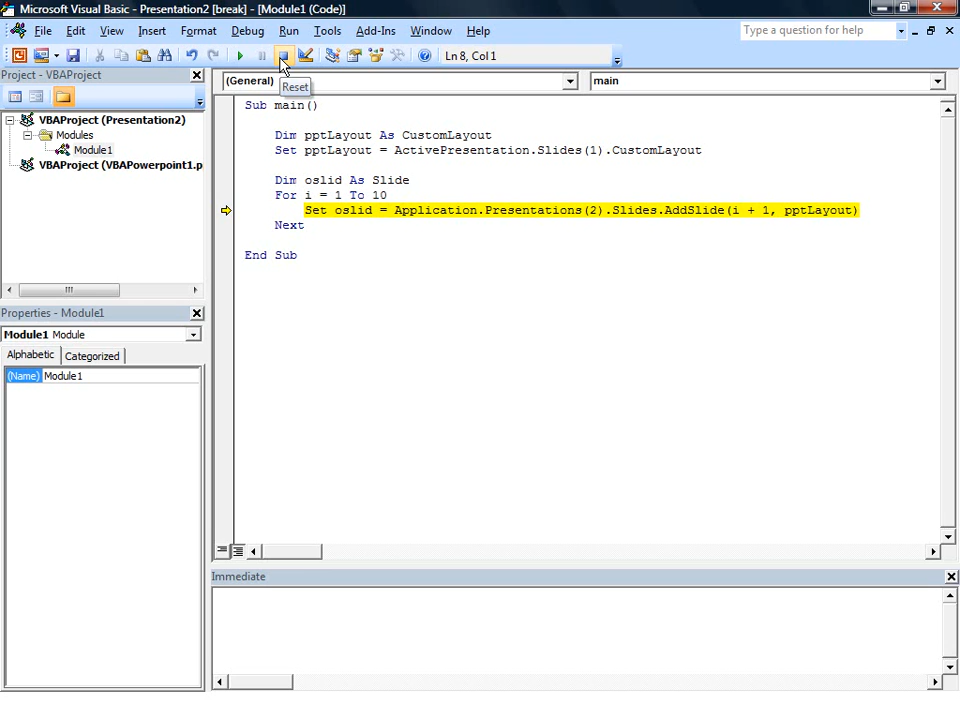 Microsoft Visual Basic - Presentation2 [break] - [Module1 (Code)]
File Edit View Insert Format Debug Run Tools Add-Ins Window Help
Type a question for help
Ln 8, Col 1
Reset
Project - VBAProject
(General)
main
VBAProject (Presentation2)
Modules
Module1
VBAProject (VBAPowerpoint1.p
Properties - Module1
Module1 Module
Alphabetic Categorized
(Name) Module1
Sub main()
Dim pptLayout As CustomLayout
Set pptLayout = ActivePresentation.Slides(1).CustomLayout
Dim oslid As Slide
For i = 1 To 10
Set oslid = Application.Presentations(2).Slides.AddSlide(i + 1, pptLayout)
Next
End Sub
Immediate